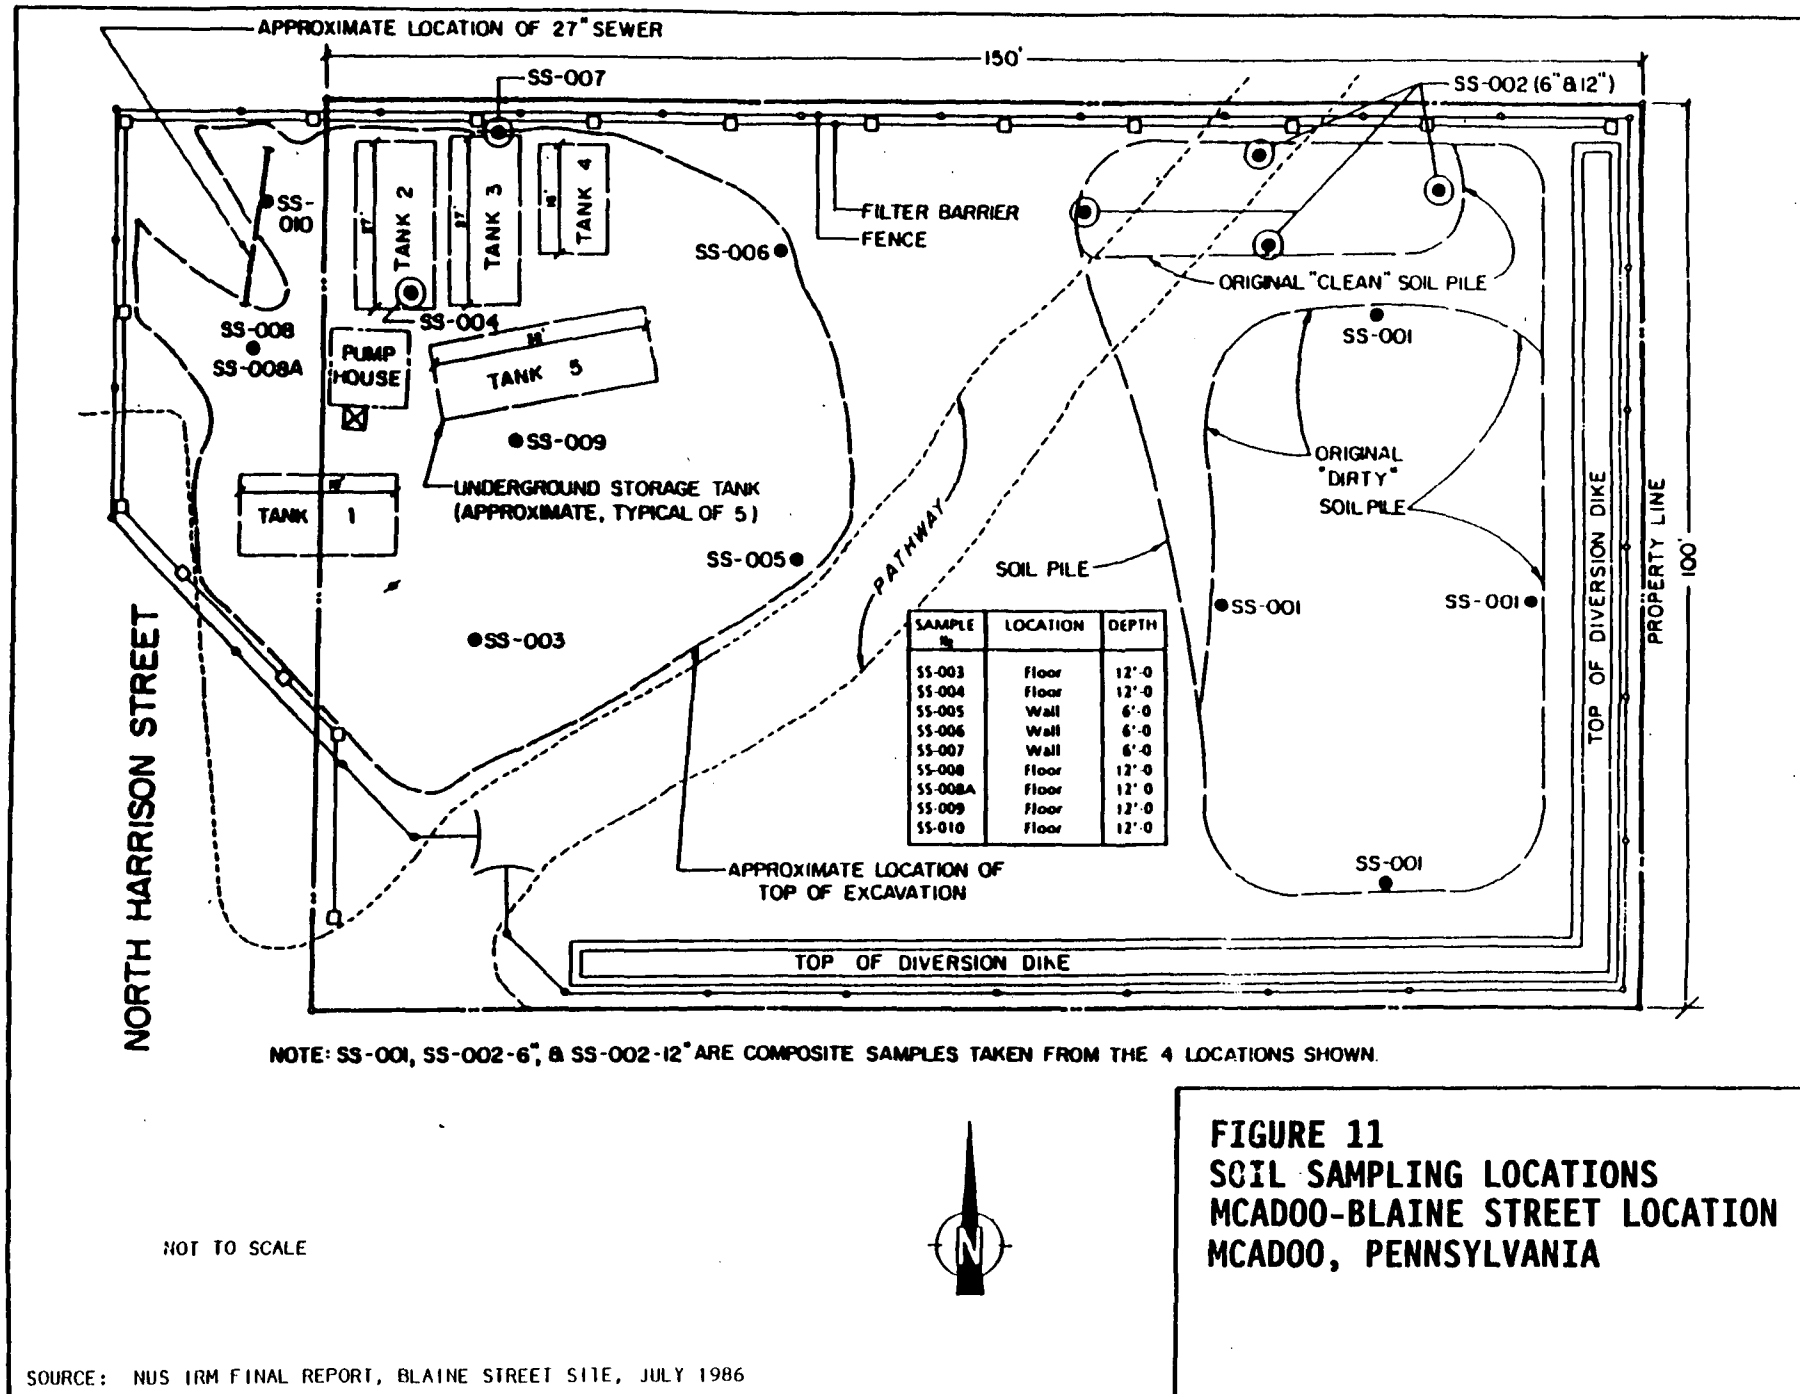 APPROXIMATE LOCATION OF 27" SEWER
150'
SS-007
SS-002 (6" & 12")
SS-
010
TANK 2
TANK 3
TANK 4
27'
27'
FILTER BARRIER
FENCE
SS-006
ORIGINAL "CLEAN" SOIL PILE
SS-004
SS-008
SS-008A
PUMP
HOUSE
TANK 5
SS-001
SS-009
ORIGINAL
"DIRTY"
SOIL PILE
UNDERGROUND STORAGE TANK
(APPROXIMATE, TYPICAL OF 5)
TANK 1
SS-005
PATHWAY
SOIL PILE
SS-001
SS-001
TOP OF DIVERSION DIKE
PROPERTY LINE
100'
SS-003
NORTH HARRISON STREET
SAMPLE LOCATION DEPTH
№
SS-003 Floor 12'-0
SS-004 Floor 12'-0
SS-005 Wall 6'-0
SS-006 Wall 6'-0
SS-007 Wall 6'-0
SS-008 Floor 12'-0
SS-008A Floor 12'0
SS-009 Floor 12'-0
SS-010 Floor 12'-0
SS-001
APPROXIMATE LOCATION OF
TOP OF EXCAVATION
TOP OF DIVERSION DIKE
NOTE: SS-001, SS-002-6", & SS-002-12" ARE COMPOSITE SAMPLES TAKEN FROM THE 4 LOCATIONS SHOWN.
FIGURE 11
SOIL SAMPLING LOCATIONS
MCADOO-BLAINE STREET LOCATION
MCADOO, PENNSYLVANIA
NOT TO SCALE
N
SOURCE: NUS IRM FINAL REPORT, BLAINE STREET SITE, JULY 1986